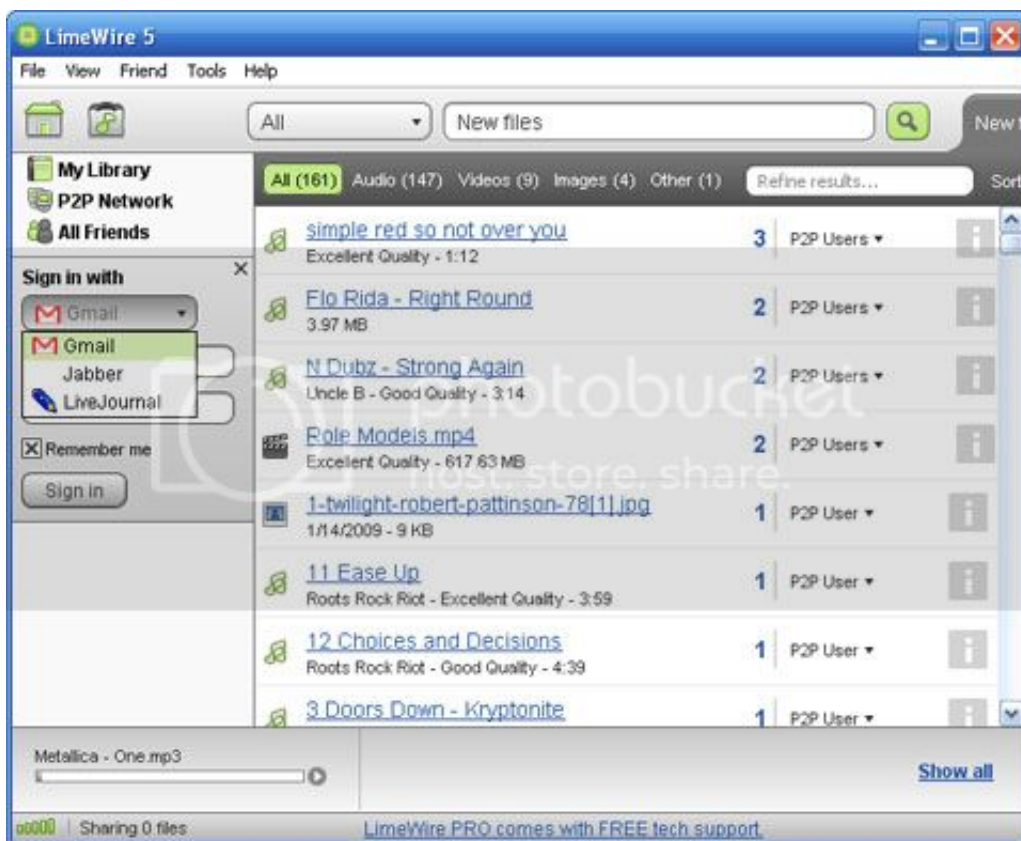 LimeWire 5
File View Friend Tools Help
All New files New
My Library
P2P Network
All Friends
Sign in with
Gmail
Gmail
Jabber
LiveJournal
Remember me
Sign in
All (161) Audio (147) Videos (9) Images (4) Other (1) Refine results... Sort
simple red so not over you
Excellent Quality - 1:12
3 P2P Users
Flo Rida - Right Round
3.97 MB
2 P2P Users
N Dubz - Strong Again
Uncle B - Good Quality - 3:14
2 P2P Users
Role Models.mp4
Excellent Quality - 617.63 MB
2 P2P Users
1-twilight-robert-pattinson-78[1].jpg
1/14/2009 - 9 KB
1 P2P User
11 Ease Up
Roots Rock Riot - Excellent Quality - 3:59
1 P2P User
12 Choices and Decisions
Roots Rock Riot - Good Quality - 4:39
1 P2P User
3 Doors Down - Kryptonite
1 P2P User
photobucket
host. store. share.
Metallica - One.mp3
Show all
Sharing 0 files
LimeWire PRO comes with FREE tech support.